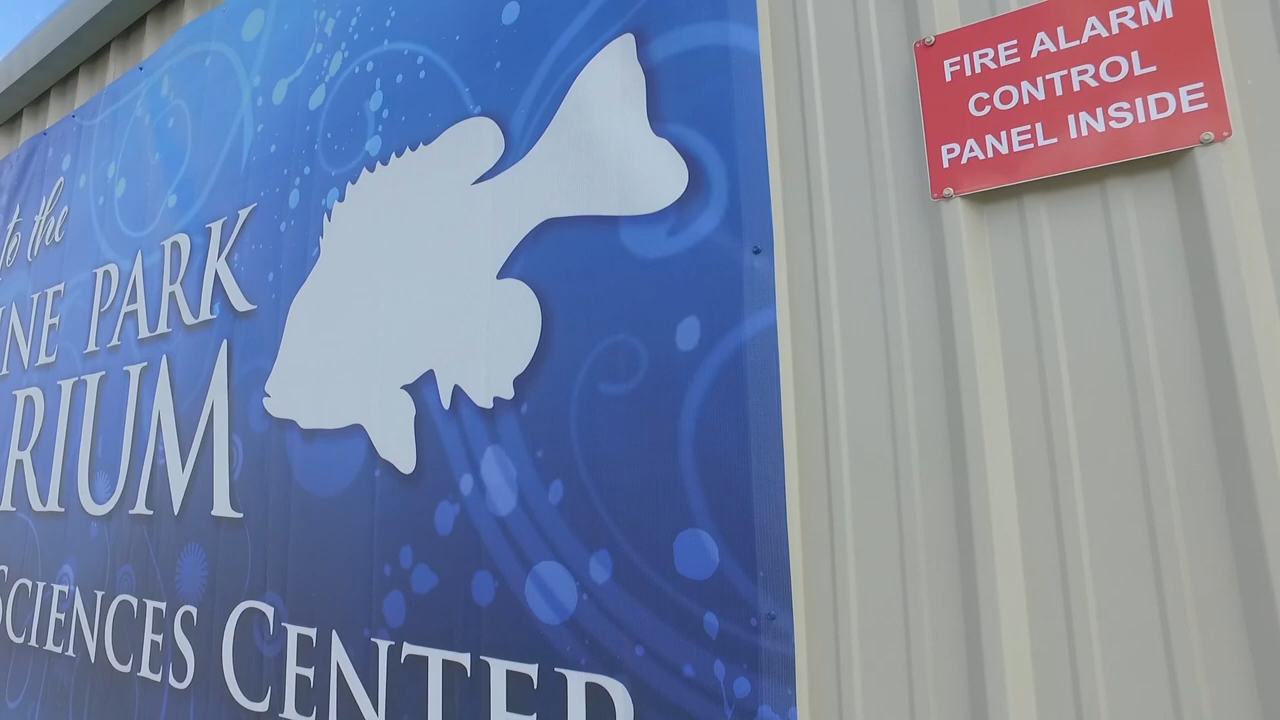 to the
INE PARK
RIUM
SCIENCES CENTER
FIRE ALARM
CONTROL
PANEL INSIDE